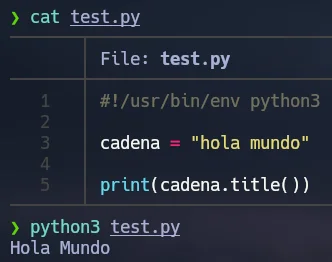 ❯ cat test.py
File: test.py
1 #!/usr/bin/env python3
2
3 cadena = "hola mundo"
4
5 print(cadena.title())
❯ python3 test.py
Hola Mundo